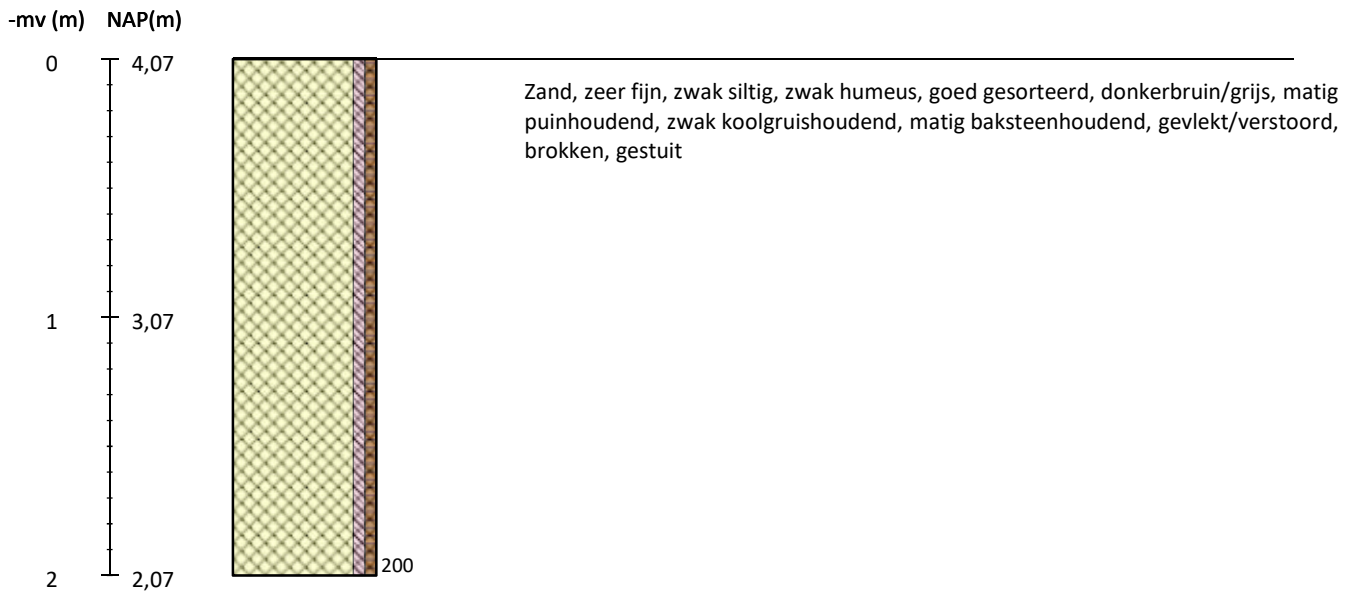 -mv (m) NAP(m)
0 4,07
Zand, zeer fijn, zwak siltig, zwak humeus, goed gesorteerd, donkerbruin/grijs, matig
puinhoudend, zwak koolgruishoudend, matig baksteenhoudend, gevlekt/verstoord,
brokken, gestuit
1 3,07
200
2 2,07